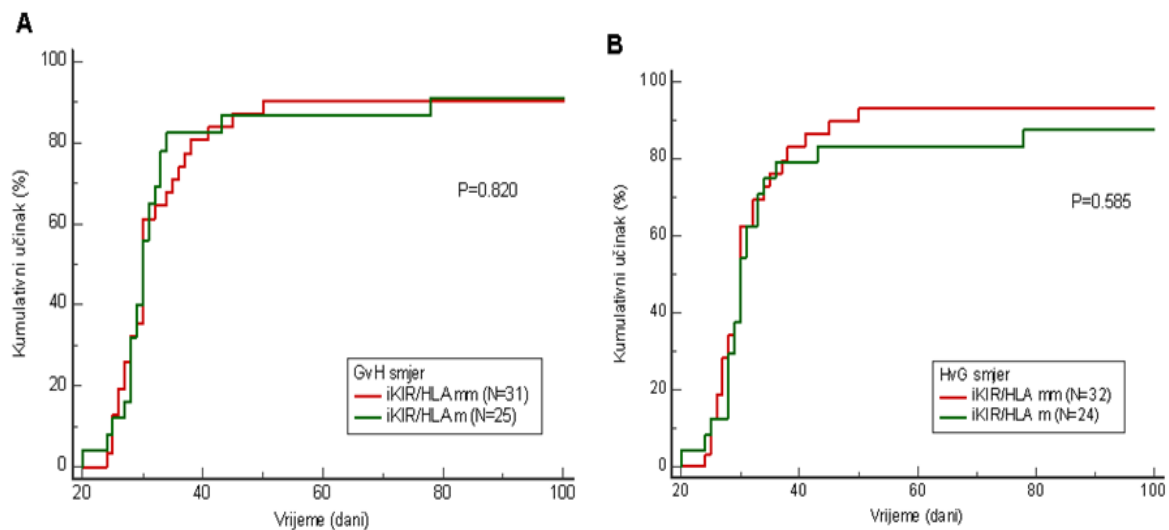 A
100
80
60
40
20
0
Kumulativni učinak (%)
P=0.820
GvH smjer
iKIR/HLA mm (N=31)
iKIR/HLA m (N=25)
20 40 60 80 100
Vrijeme (dani)
B
100
80
60
40
20
0
Kumulativni učinak (%)
P=0.585
HvG smjer
iKIR/HLA mm (N=32)
iKIR/HLA m (N=24)
20 40 60 80 100
Vrijeme (dani)